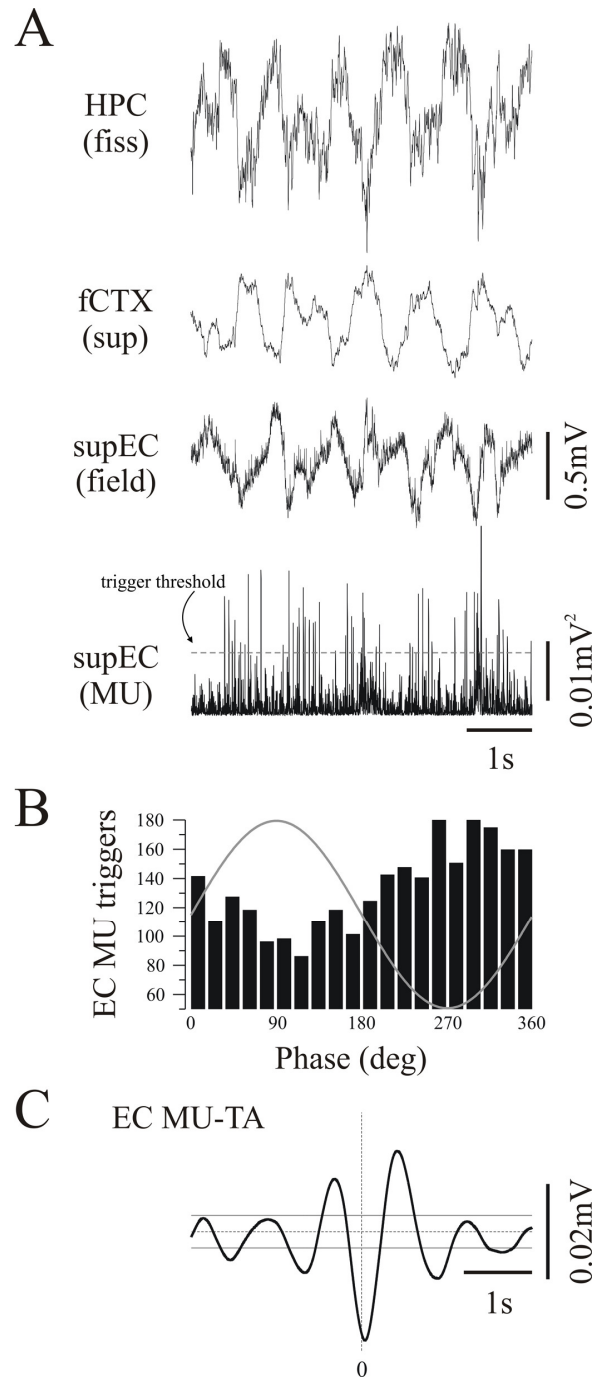 A
HPC
(fiss)
fCTX
(sup)
supEC
(field)
0.5mV
trigger threshold
supEC
(MU)
0.01mV²
1s
B
EC MU triggers
180
160
140
120
100
80
60
0 90 180 270 360
Phase (deg)
C
EC MU-TA
0.02mV
1s
0